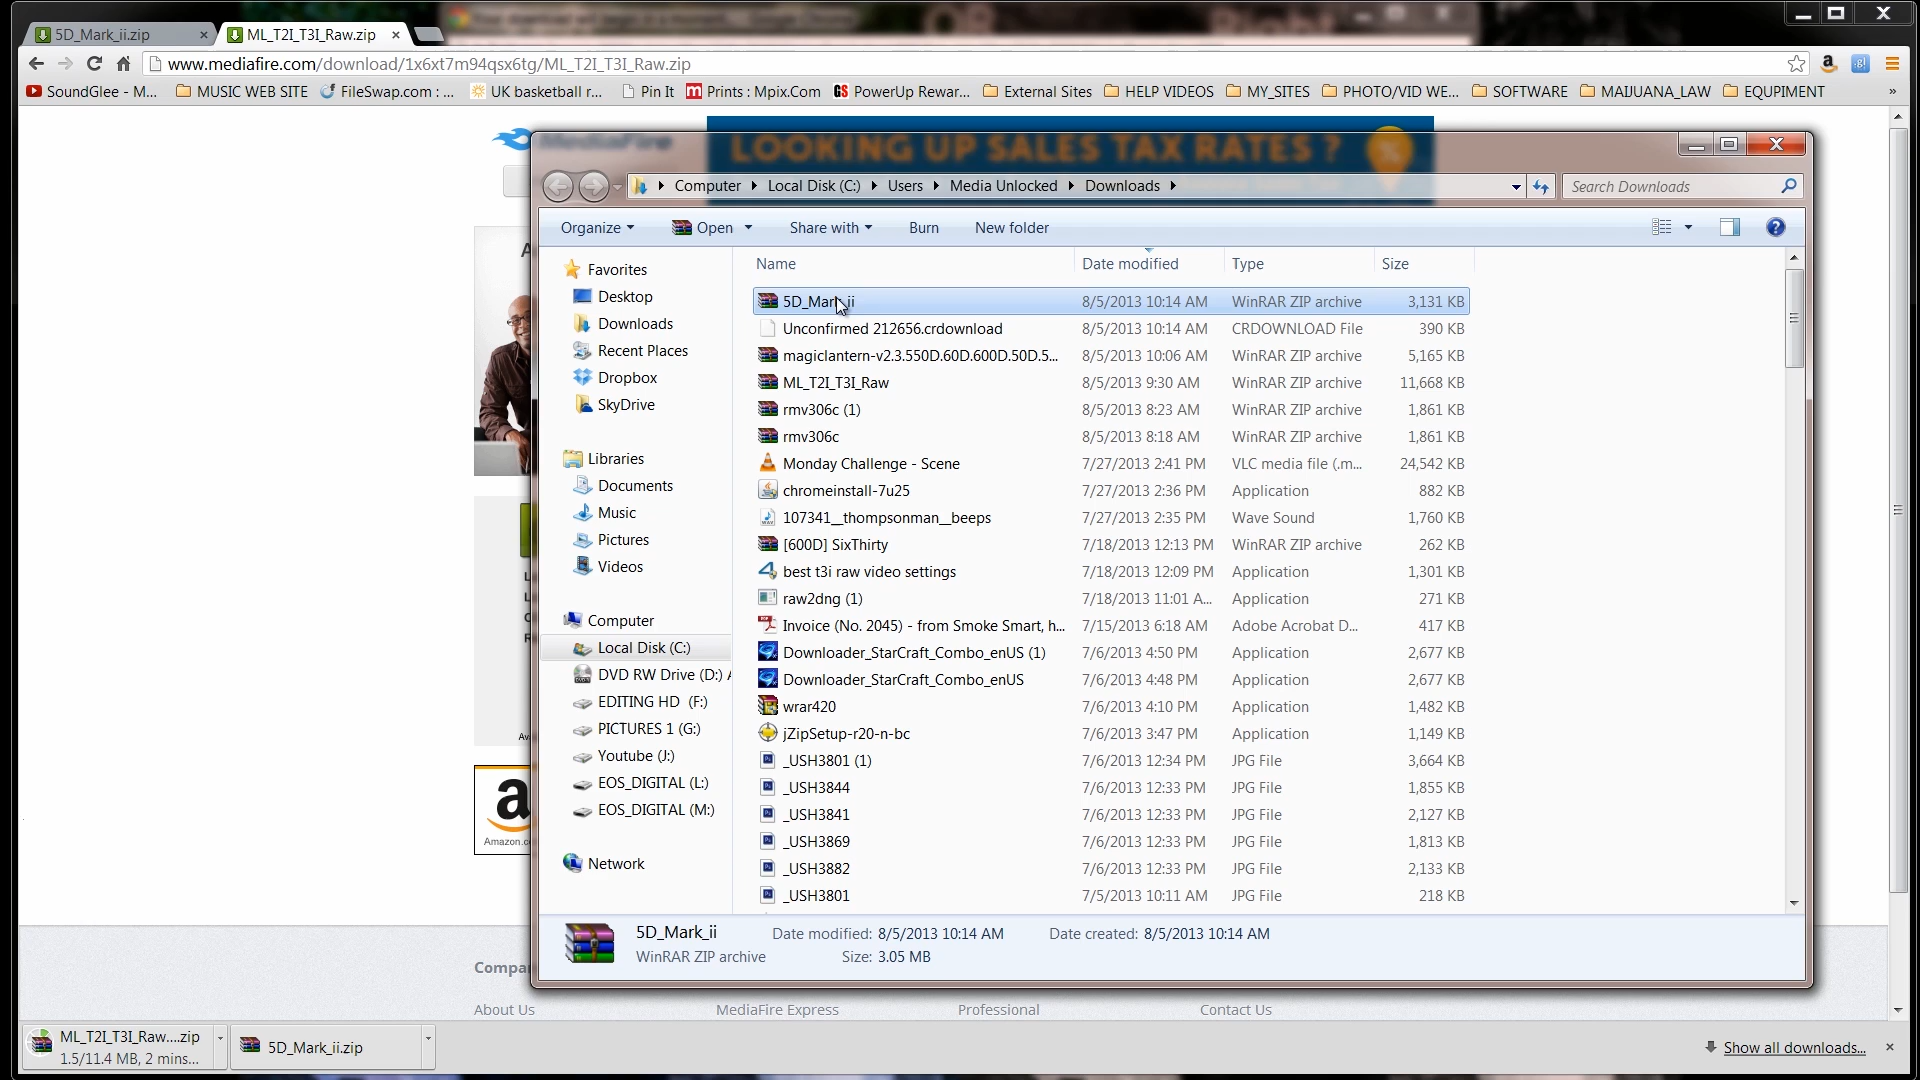 5D_Mark_ii.zip
ML_T2I_T3I_Raw.zip
www.mediafire.com/download/1x6xt7m94qsx6tg/ML_T2I_T3I_Raw.zip
SoundGlee - M... MUSIC WEB SITE FileSwap.com : ... UK basketball r... Pin It Prints : Mpix.Com PowerUp Rewar... External Sites HELP VIDEOS MY_SITES PHOTO/VID WE... SOFTWARE MAIJUANA_LAW EQUPIMENT »
MediaFire
LOOKING UP SALES TAX RATES ?
Computer Local Disk (C:) Users Media Unlocked Downloads
Search Downloads
Organize Open Share with Burn New folder
Favorites
Desktop
Downloads
Recent Places
Dropbox
SkyDrive
Libraries
Documents
Music
Pictures
Videos
Computer
Local Disk (C:)
DVD RW Drive (D:) A
EDITING HD (F:)
PICTURES 1 (G:)
Youtube (J:)
EOS_DIGITAL (L:)
EOS_DIGITAL (M:)
Network
Name Date modified Type Size
5D_Mark_ii 8/5/2013 10:14 AM WinRAR ZIP archive 3,131 KB
Unconfirmed 212656.crdownload 8/5/2013 10:14 AM CRDOWNLOAD File 390 KB
magiclantern-v2.3.550D.60D.600D.50D.5... 8/5/2013 10:06 AM WinRAR ZIP archive 5,165 KB
ML_T2I_T3I_Raw 8/5/2013 9:30 AM WinRAR ZIP archive 11,668 KB
rmv306c (1) 8/5/2013 8:23 AM WinRAR ZIP archive 1,861 KB
rmv306c 8/5/2013 8:18 AM WinRAR ZIP archive 1,861 KB
Monday Challenge - Scene 7/27/2013 2:41 PM VLC media file (.m... 24,542 KB
chromeinstall-7u25 7/27/2013 2:36 PM Application 882 KB
107341__thompsonman__beeps 7/27/2013 2:35 PM Wave Sound 1,760 KB
[600D] SixThirty 7/18/2013 12:13 PM WinRAR ZIP archive 262 KB
best t3i raw video settings 7/18/2013 12:09 PM Application 1,301 KB
raw2dng (1) 7/18/2013 11:01 A... Application 271 KB
Invoice (No. 2045) - from Smoke Smart, h... 7/15/2013 6:18 AM Adobe Acrobat D... 417 KB
Downloader_StarCraft_Combo_enUS (1) 7/6/2013 4:50 PM Application 2,677 KB
Downloader_StarCraft_Combo_enUS 7/6/2013 4:48 PM Application 2,677 KB
wrar420 7/6/2013 4:10 PM Application 1,482 KB
jZipSetup-r20-n-bc 7/6/2013 3:47 PM Application 1,149 KB
_USH3801 (1) 7/6/2013 12:34 PM JPG File 3,664 KB
_USH3844 7/6/2013 12:33 PM JPG File 1,855 KB
_USH3841 7/6/2013 12:33 PM JPG File 2,127 KB
_USH3869 7/6/2013 12:33 PM JPG File 1,813 KB
_USH3882 7/6/2013 12:33 PM JPG File 2,133 KB
_USH3801 7/5/2013 10:11 AM JPG File 218 KB
5D_Mark_ii Date modified: 8/5/2013 10:14 AM Date created: 8/5/2013 10:14 AM
WinRAR ZIP archive Size: 3.05 MB
Amazon.c
Compa
About Us MediaFire Express Professional Contact Us
ML_T2I_T3I_Raw....zip
1.5/11.4 MB, 2 mins...
5D_Mark_ii.zip
Show all downloads...